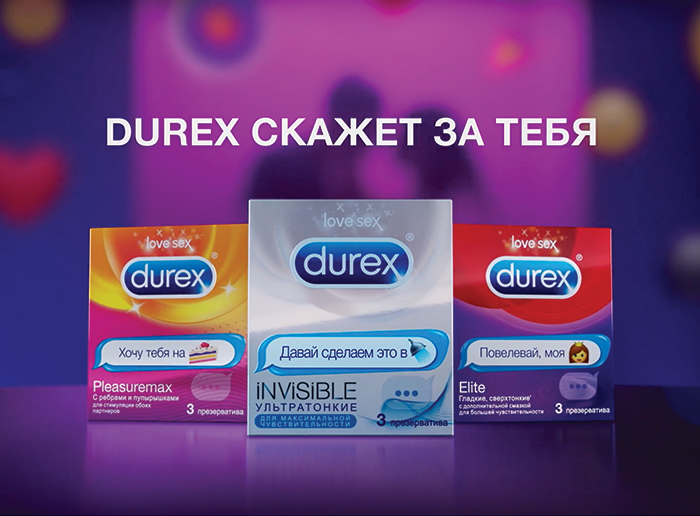 DUREX СКАЖЕТ ЗА ТЕБЯ
love sex
durex®
Хочу тебя на
Pleasuremax
С ребрами и пупырышками
для стимуляции обоих
партнеров
3 презерватива
love sex
durex®
Давай сделаем это в
iNViSiBLE
УЛЬТРАТОНКИЕ
ДЛЯ МАКСИМАЛЬНОЙ
ЧУВСТВИТЕЛЬНОСТИ
3 презерватива
love sex
durex®
Повелевай, моя
Elite
Гладкие, сверхтонкие
с дополнительной смазкой
для большей чувствительности
3 презерватива